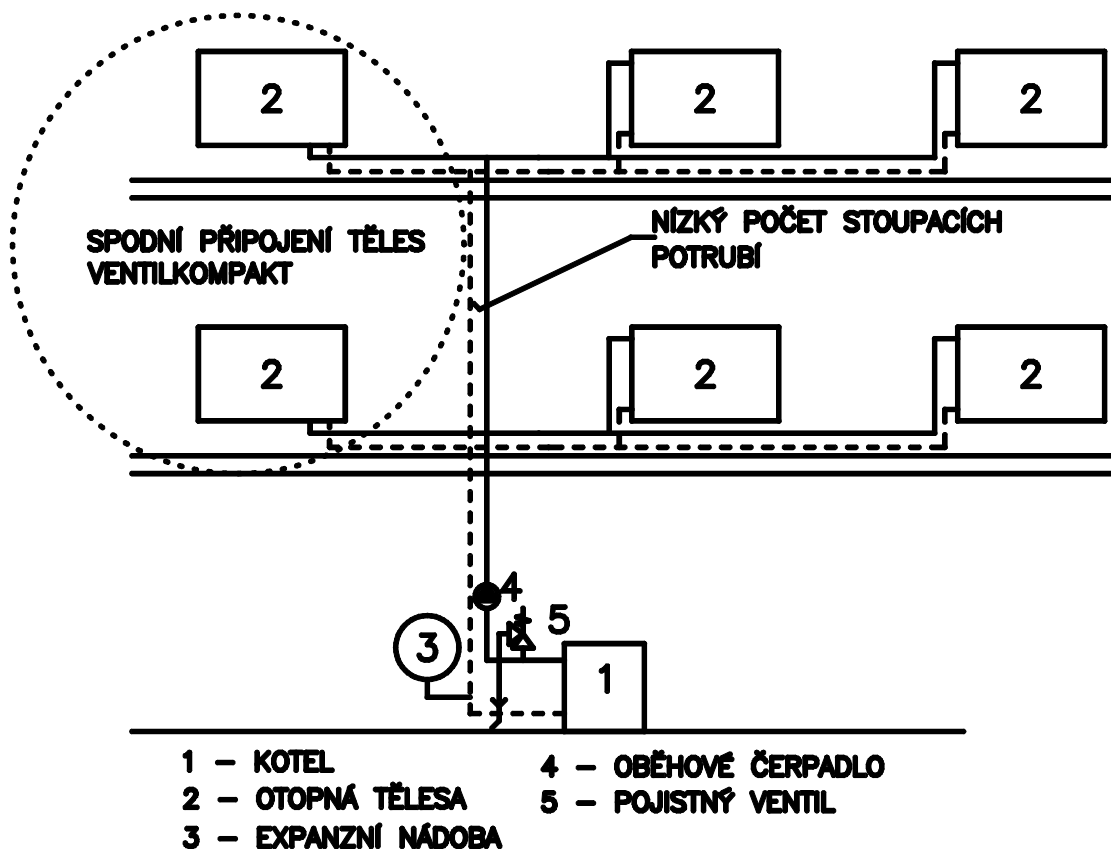 2 2 2
SPODNÍ PŘIPOJENÍ TĚLES
VENTILKOMPAKT
NÍZKÝ POČET STOUPACÍCH
POTRUBÍ
2 2 2
4
5
3
1
1 – KOTEL
2 – OTOPNÁ TĚLESA
3 – EXPANZNÍ NÁDOBA
4 – OBĚHOVÉ ČERPADLO
5 – POJISTNÝ VENTIL